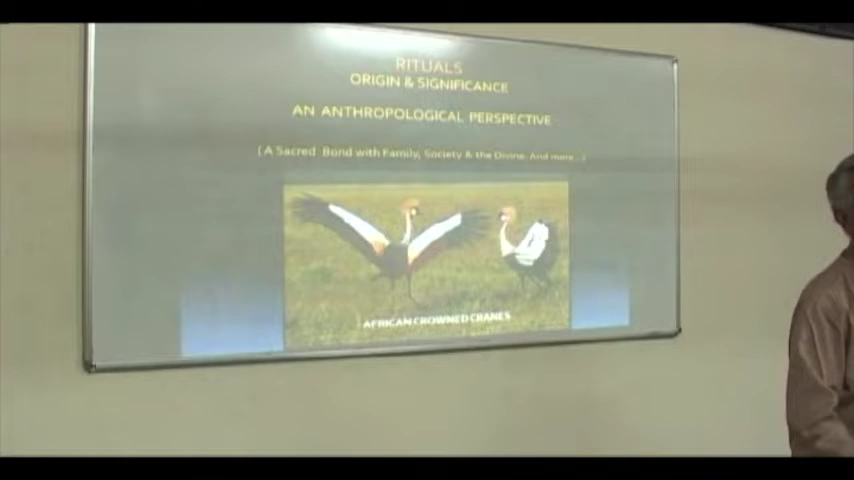 RITUALS
ORIGIN & SIGNIFICANCE
AN ANTHROPOLOGICAL PERSPECTIVE
( A Sacred Bond with Family, Society & the Divine. And more...)
AFRICAN CROWNED CRANES